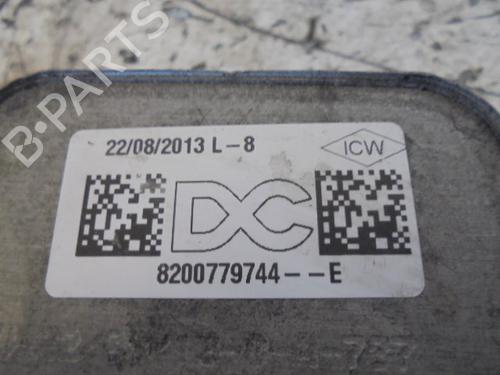 B-PARTS
22/08/2013 L-8
ICW
DC
8200779744--E